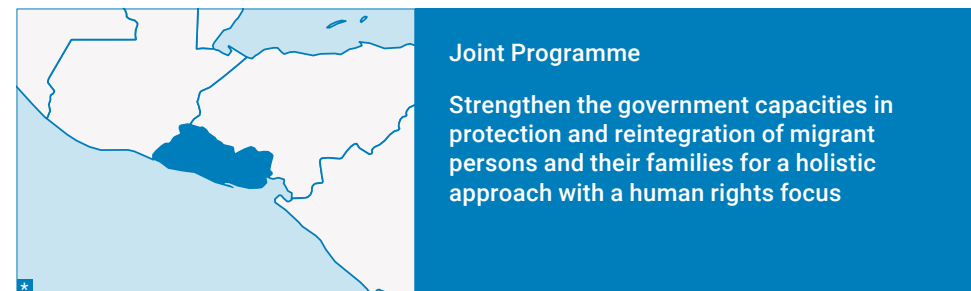 Joint Programme
Strengthen the government capacities in
protection and reintegration of migrant
persons and their families for a holistic
approach with a human rights focus
*